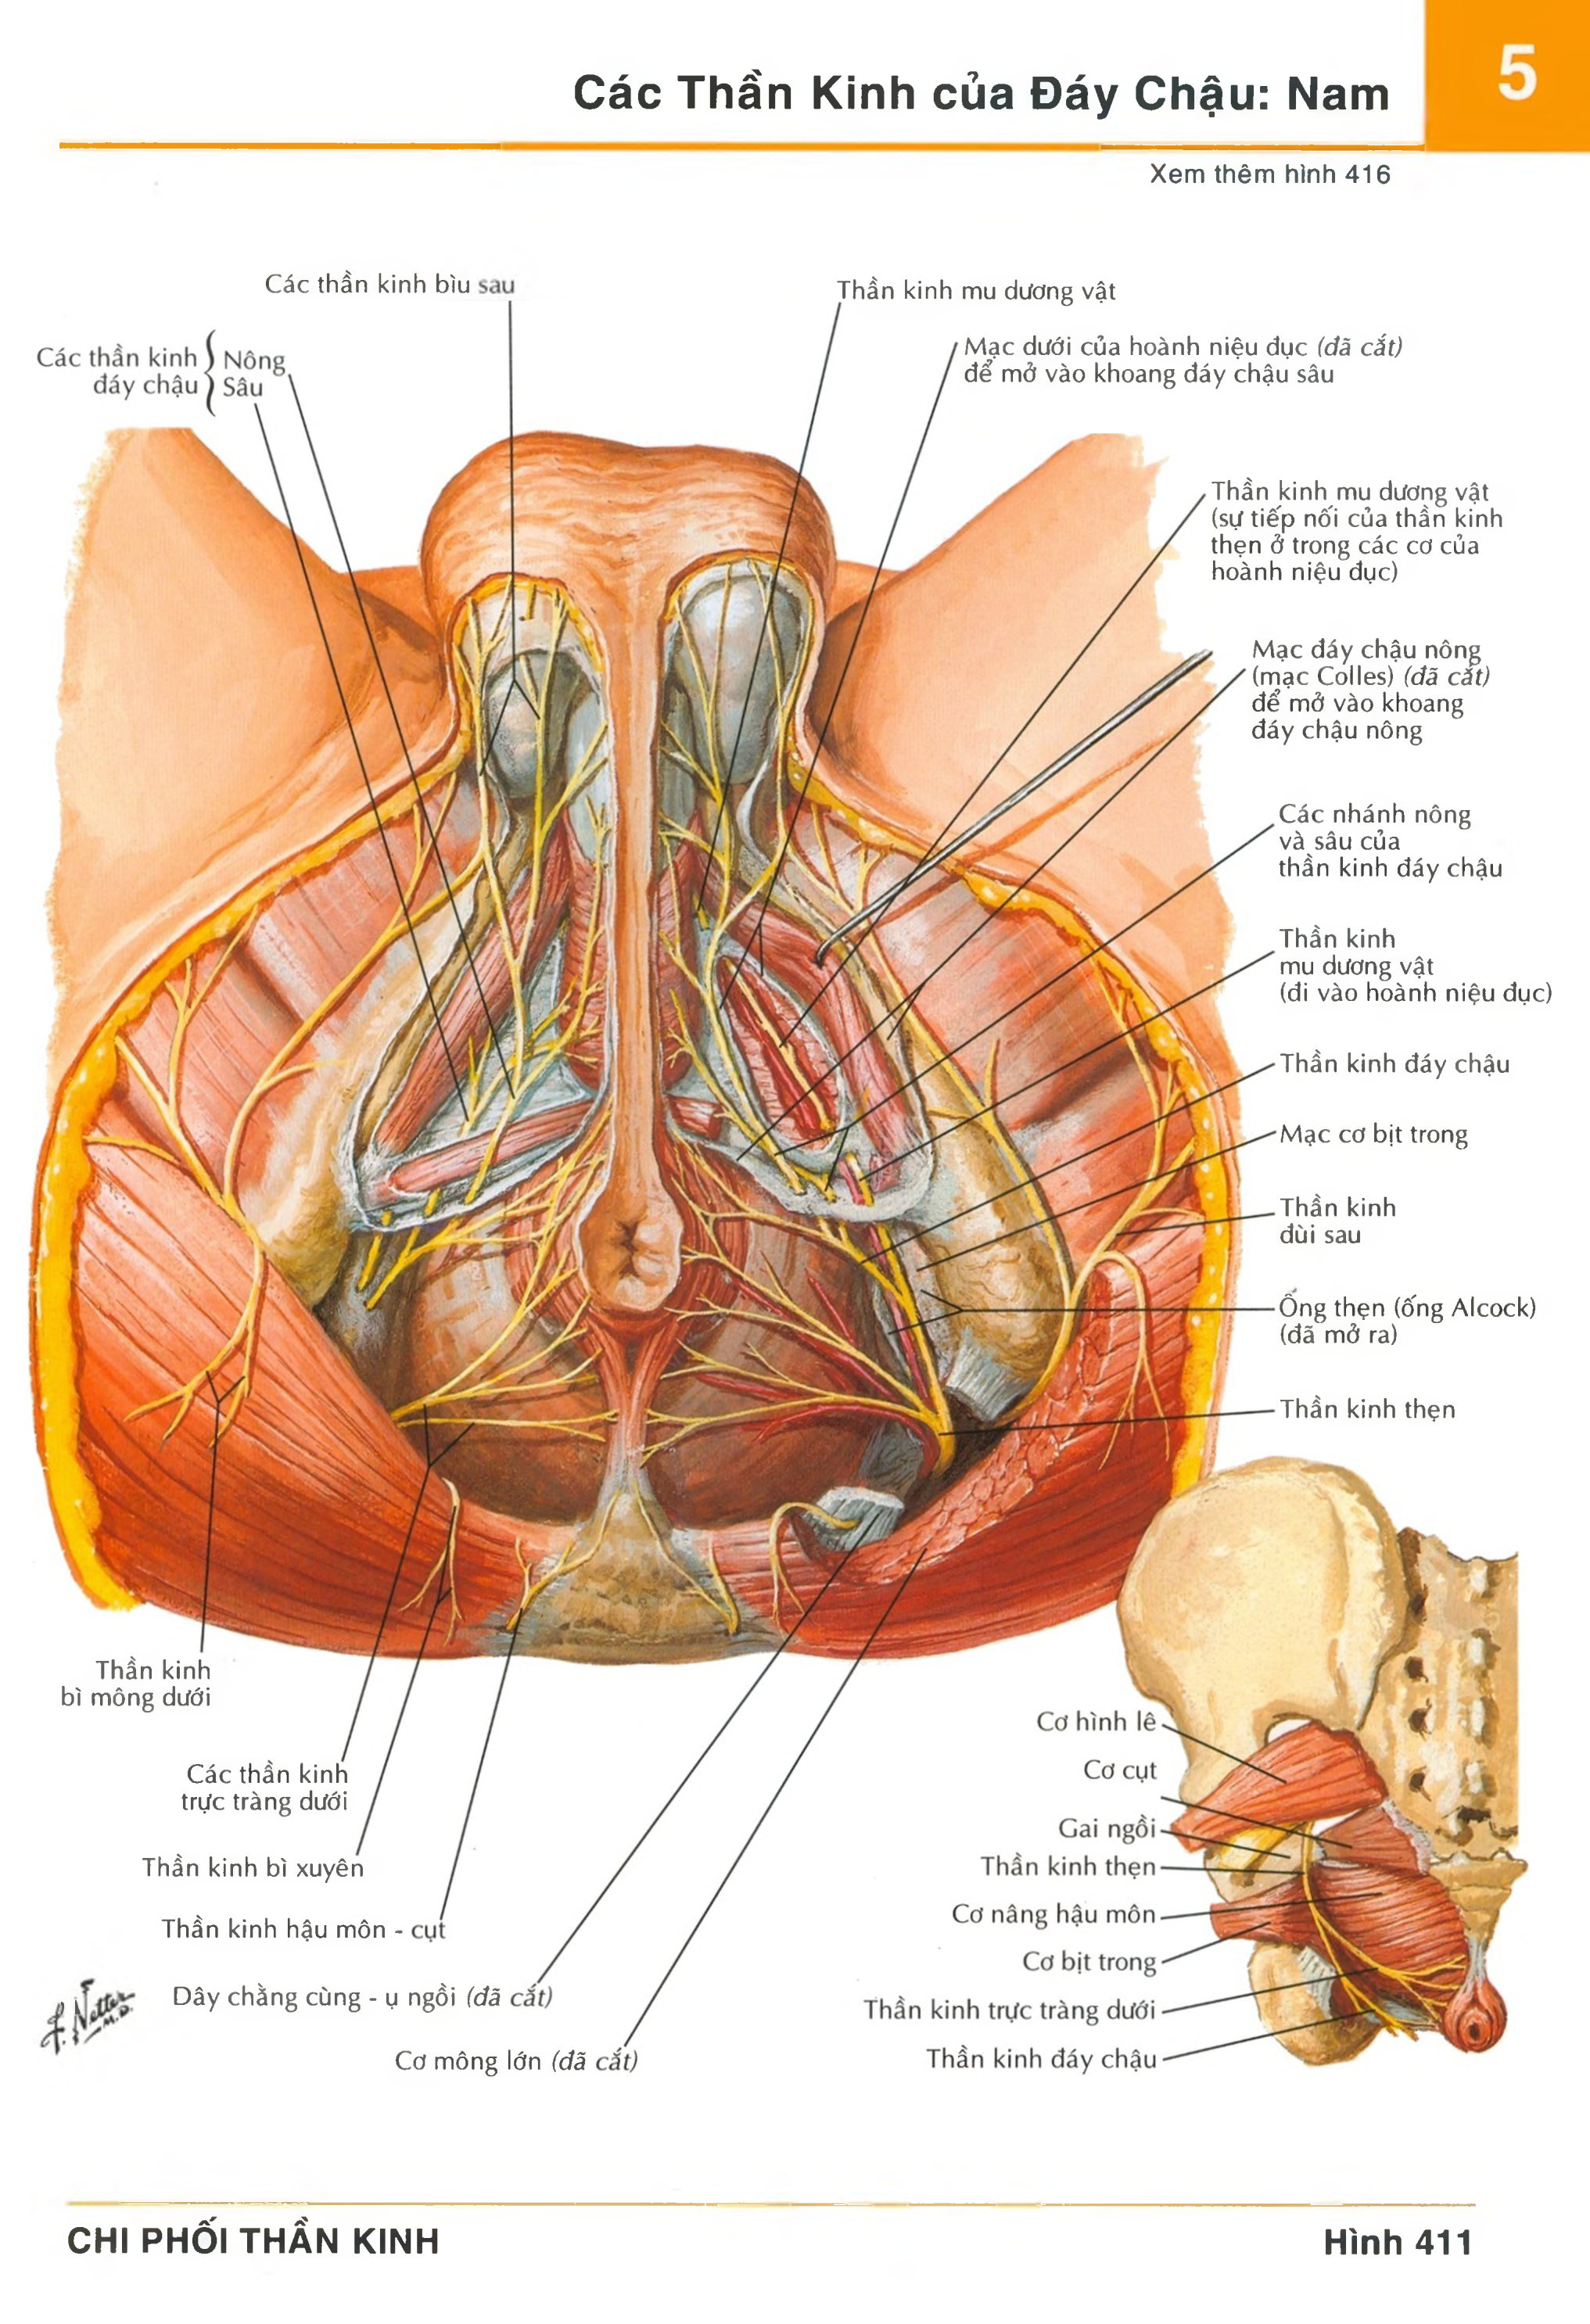 Các Thần Kinh của Đáy Chậu: Nam
5
Xem thêm hình 416
Các thần kinh bìu sau
Thần kinh mu dương vật
Các thần kinh
đáy chậu
Nông
Sâu
Mạc dưới của hoành niệu dục (đã cắt)
để mở vào khoang đáy chậu sâu
Thần kinh mu dương vật
(sự tiếp nối của thần kinh
thẹn ở trong các cơ của
hoành niệu dục)
Mạc đáy chậu nông
(mạc Colles) (đã cắt)
để mở vào khoang
đáy chậu nông
Các nhánh nông
và sâu của
thần kinh đáy chậu
Thần kinh
mu dương vật
(đi vào hoành niệu dục)
Thần kinh đáy chậu
Mạc cơ bịt trong
Thần kinh
đùi sau
Ống thẹn (ống Alcock)
(đã mở ra)
Thần kinh thẹn
Thần kinh
bì mông dưới
Các thần kinh
trực tràng dưới
Thần kinh bì xuyên
Thần kinh hậu môn - cụt
Dây chằng cùng - ụ ngồi (đã cắt)
Cơ mông lớn (đã cắt)
Cơ hình lê
Cơ cụt
Gai ngồi
Thần kinh thẹn
Cơ nâng hậu môn
Cơ bịt trong
Thần kinh trực tràng dưới
Thần kinh đáy chậu
F. Netter
M.D.
CHI PHỐI THẦN KINH
Hình 411